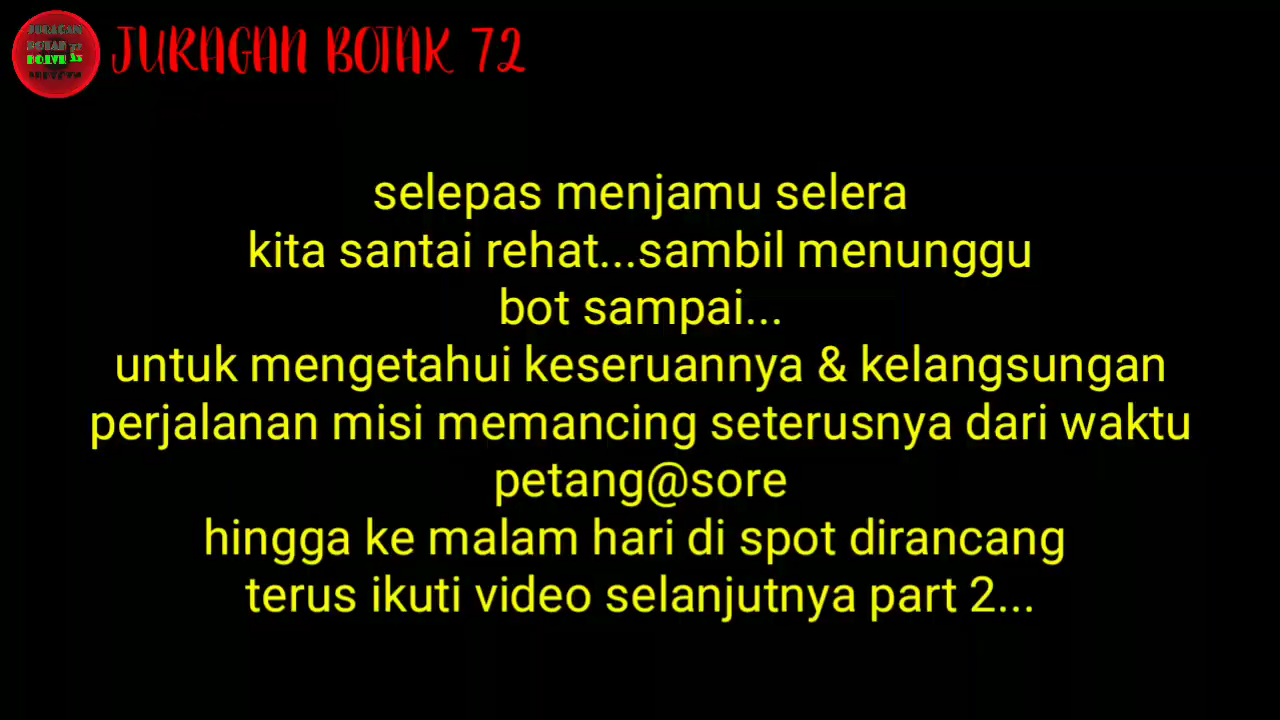 JURAGAN BOTAK 72
selepas menjamu selera
kita santai rehat...sambil menunggu
bot sampai...
untuk mengetahui keseruannya & kelangsungan
perjalanan misi memancing seterusnya dari waktu
petang@sore
hingga ke malam hari di spot dirancang
terus ikuti video selanjutnya part 2...